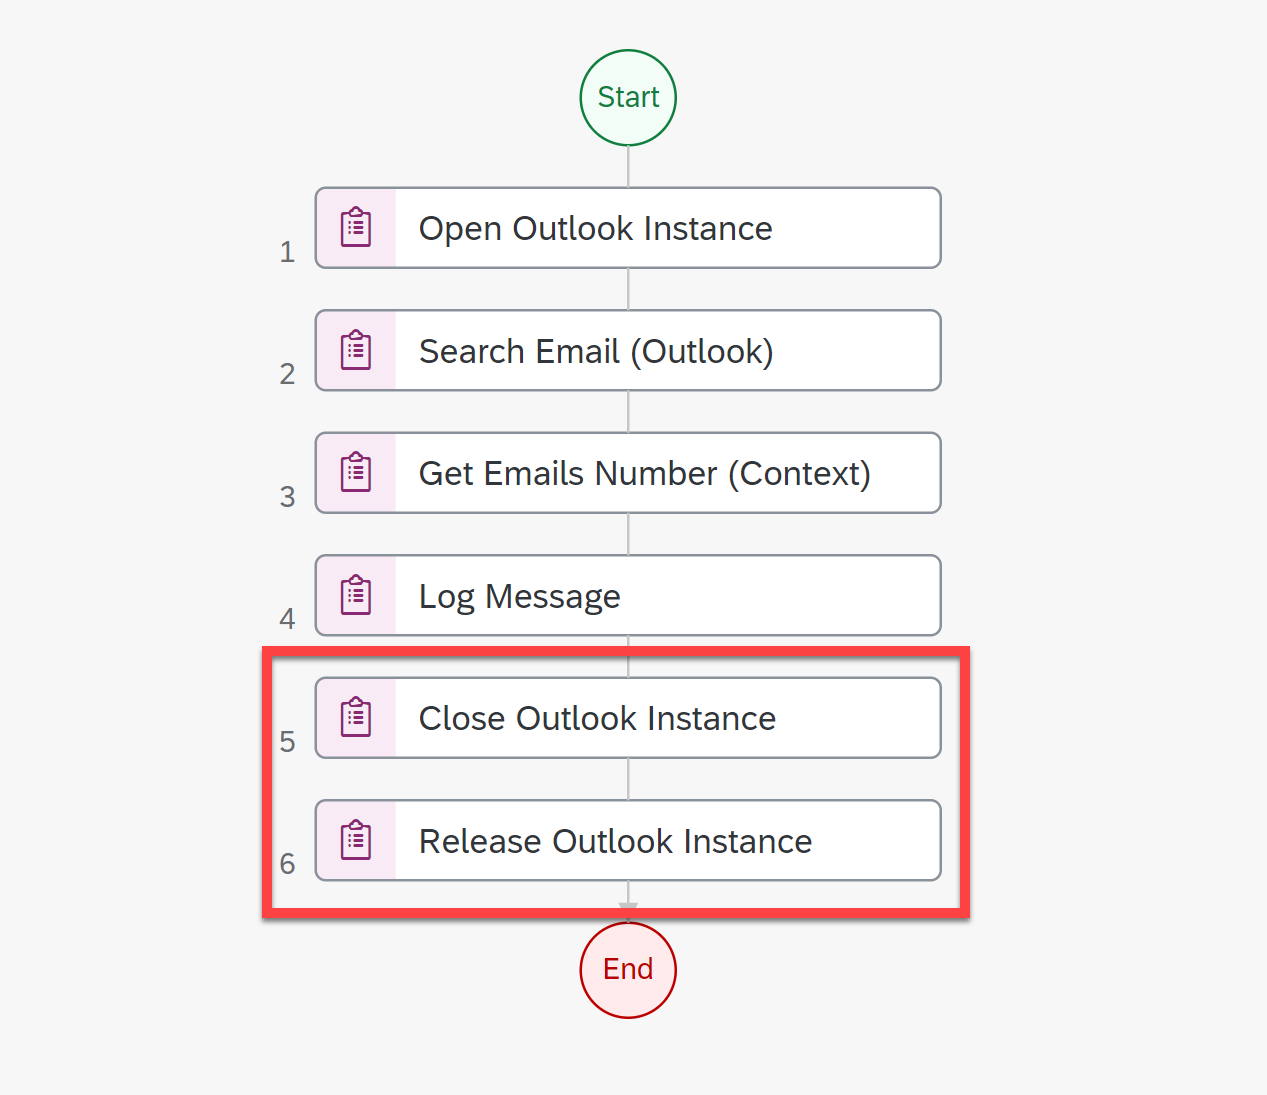 Start
1 Open Outlook Instance
2 Search Email (Outlook)
3 Get Emails Number (Context)
4 Log Message
5 Close Outlook Instance
6 Release Outlook Instance
End